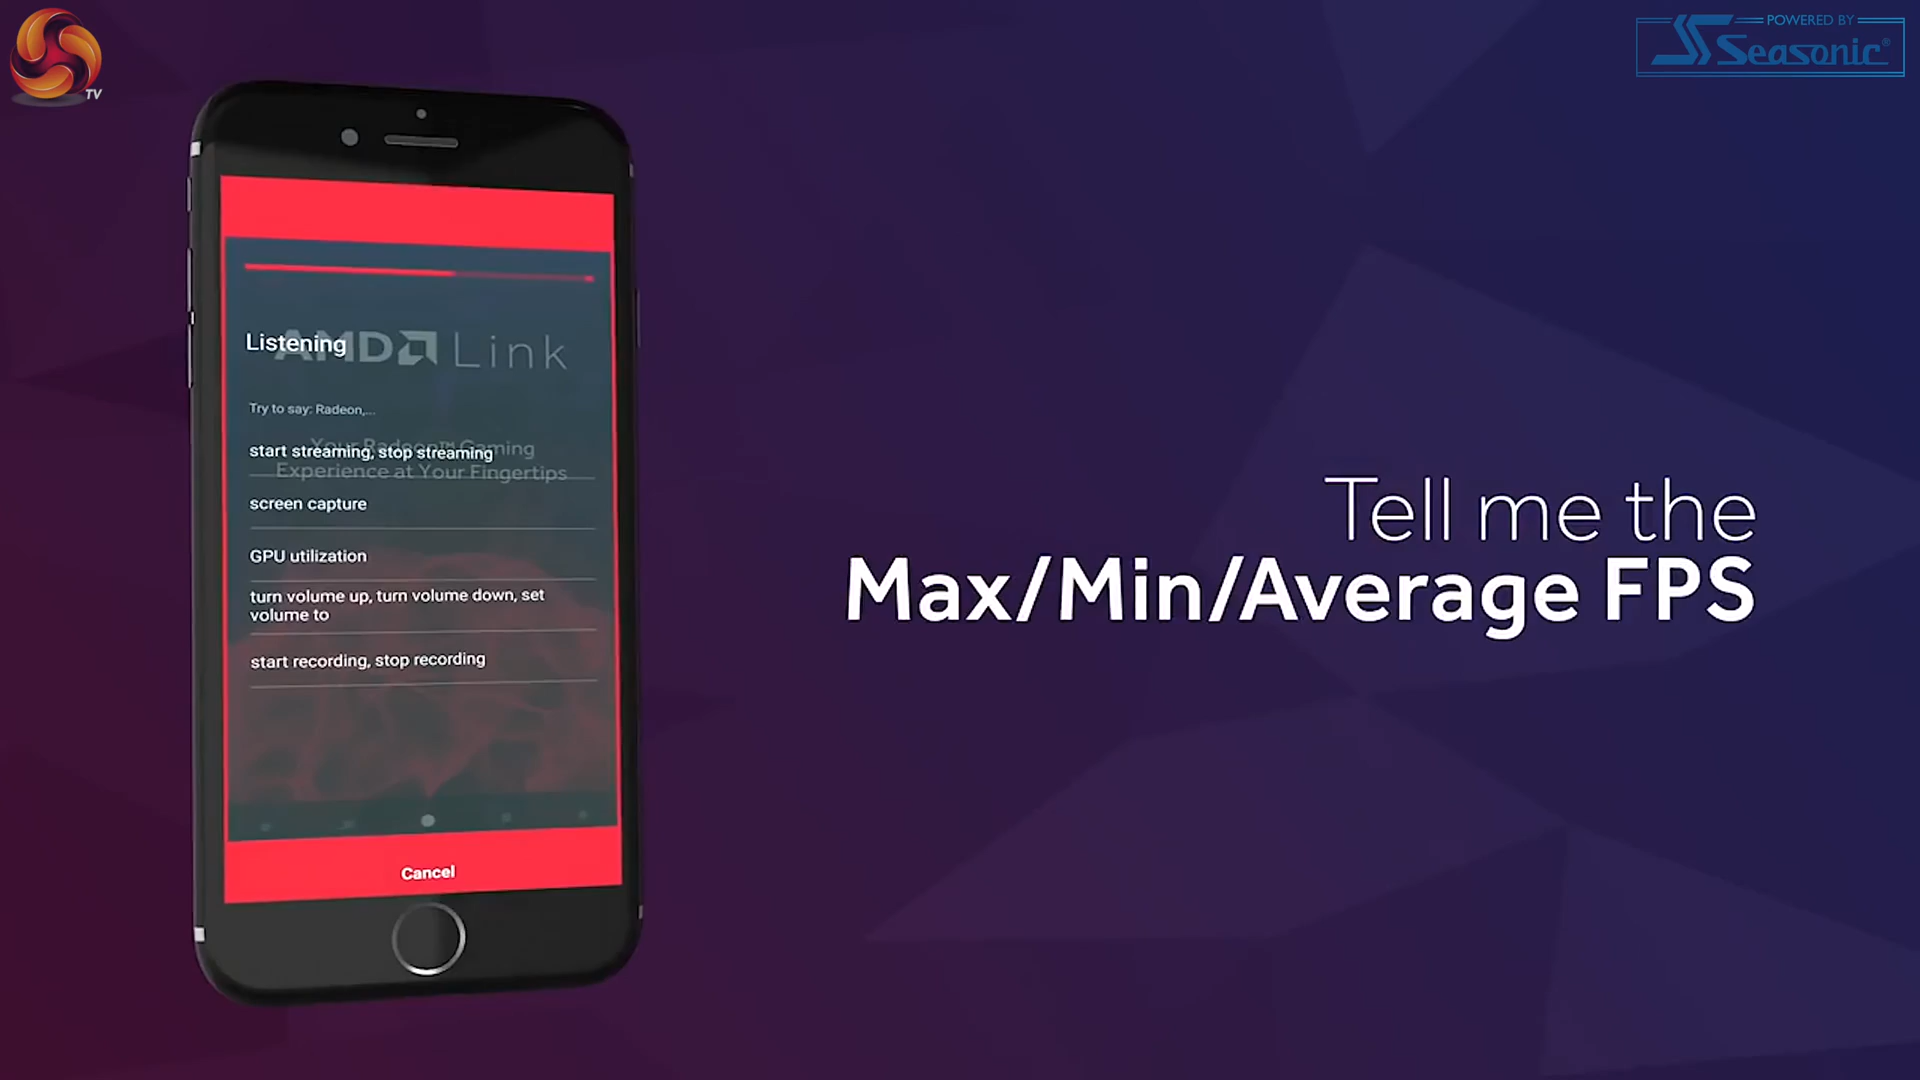 TV
POWERED BY
Seasonic®
Listening
AMD Link
Try to say: Radeon,...
Your Radeon™ Gaming
Experience at Your Fingertips
start streaming, stop streaming
screen capture
GPU utilization
turn volume up, turn volume down, set
volume to
start recording, stop recording
Cancel
Tell me the
Max/Min/Average FPS